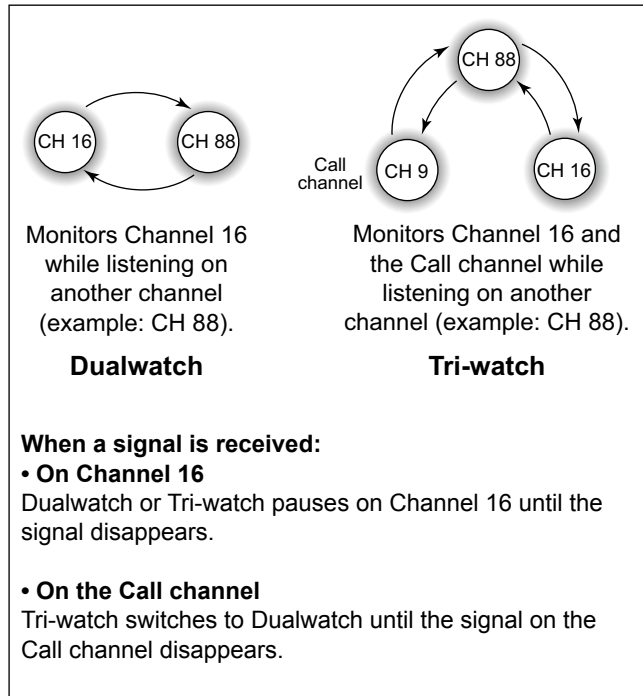 CH 16
CH 88
Monitors Channel 16
while listening on
another channel
(example: CH 88).
Dualwatch
CH 88
Call
channel
CH 9
CH 16
Monitors Channel 16 and
the Call channel while
listening on another
channel (example: CH 88).
Tri-watch
When a signal is received:
• On Channel 16
Dualwatch or Tri-watch pauses on Channel 16 until the
signal disappears.
• On the Call channel
Tri-watch switches to Dualwatch until the signal on the
Call channel disappears.